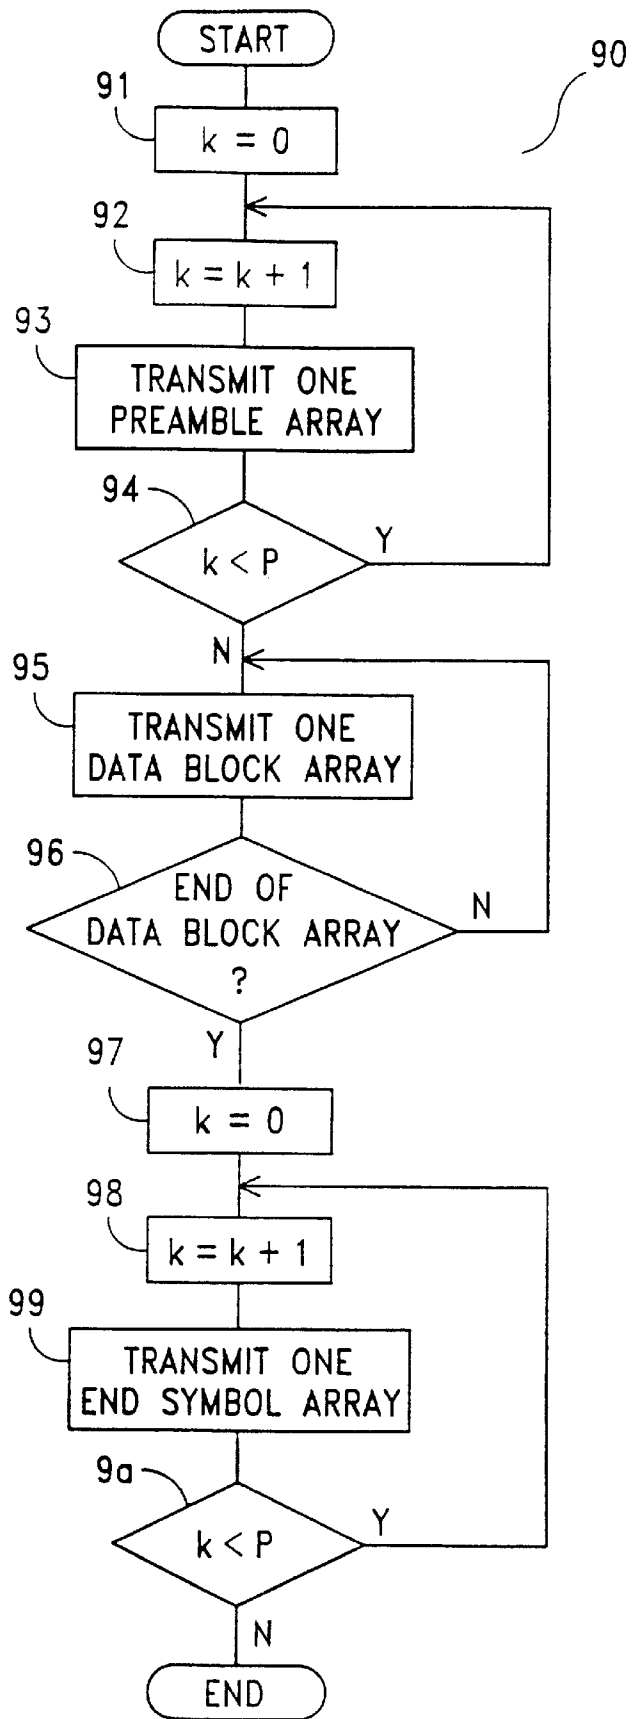 START
90
91
k = 0
92
k = k + 1
93
TRANSMIT ONE
PREAMBLE ARRAY
94
k < P
Y
N
95
TRANSMIT ONE
DATA BLOCK ARRAY
96
END OF
DATA BLOCK ARRAY
?
N
Y
97
k = 0
98
k = k + 1
99
TRANSMIT ONE
END SYMBOL ARRAY
9a
k < P
Y
N
END